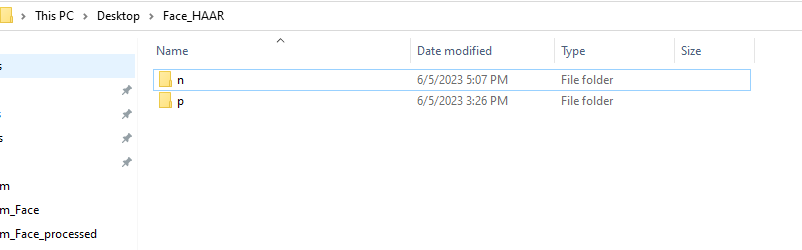 This PC > Desktop > Face_HAAR
Name Date modified Type Size
s
n 6/5/2023 5:07 PM File folder
p 6/5/2023 3:26 PM File folder
s
s
m
m_Face
m_Face_processed